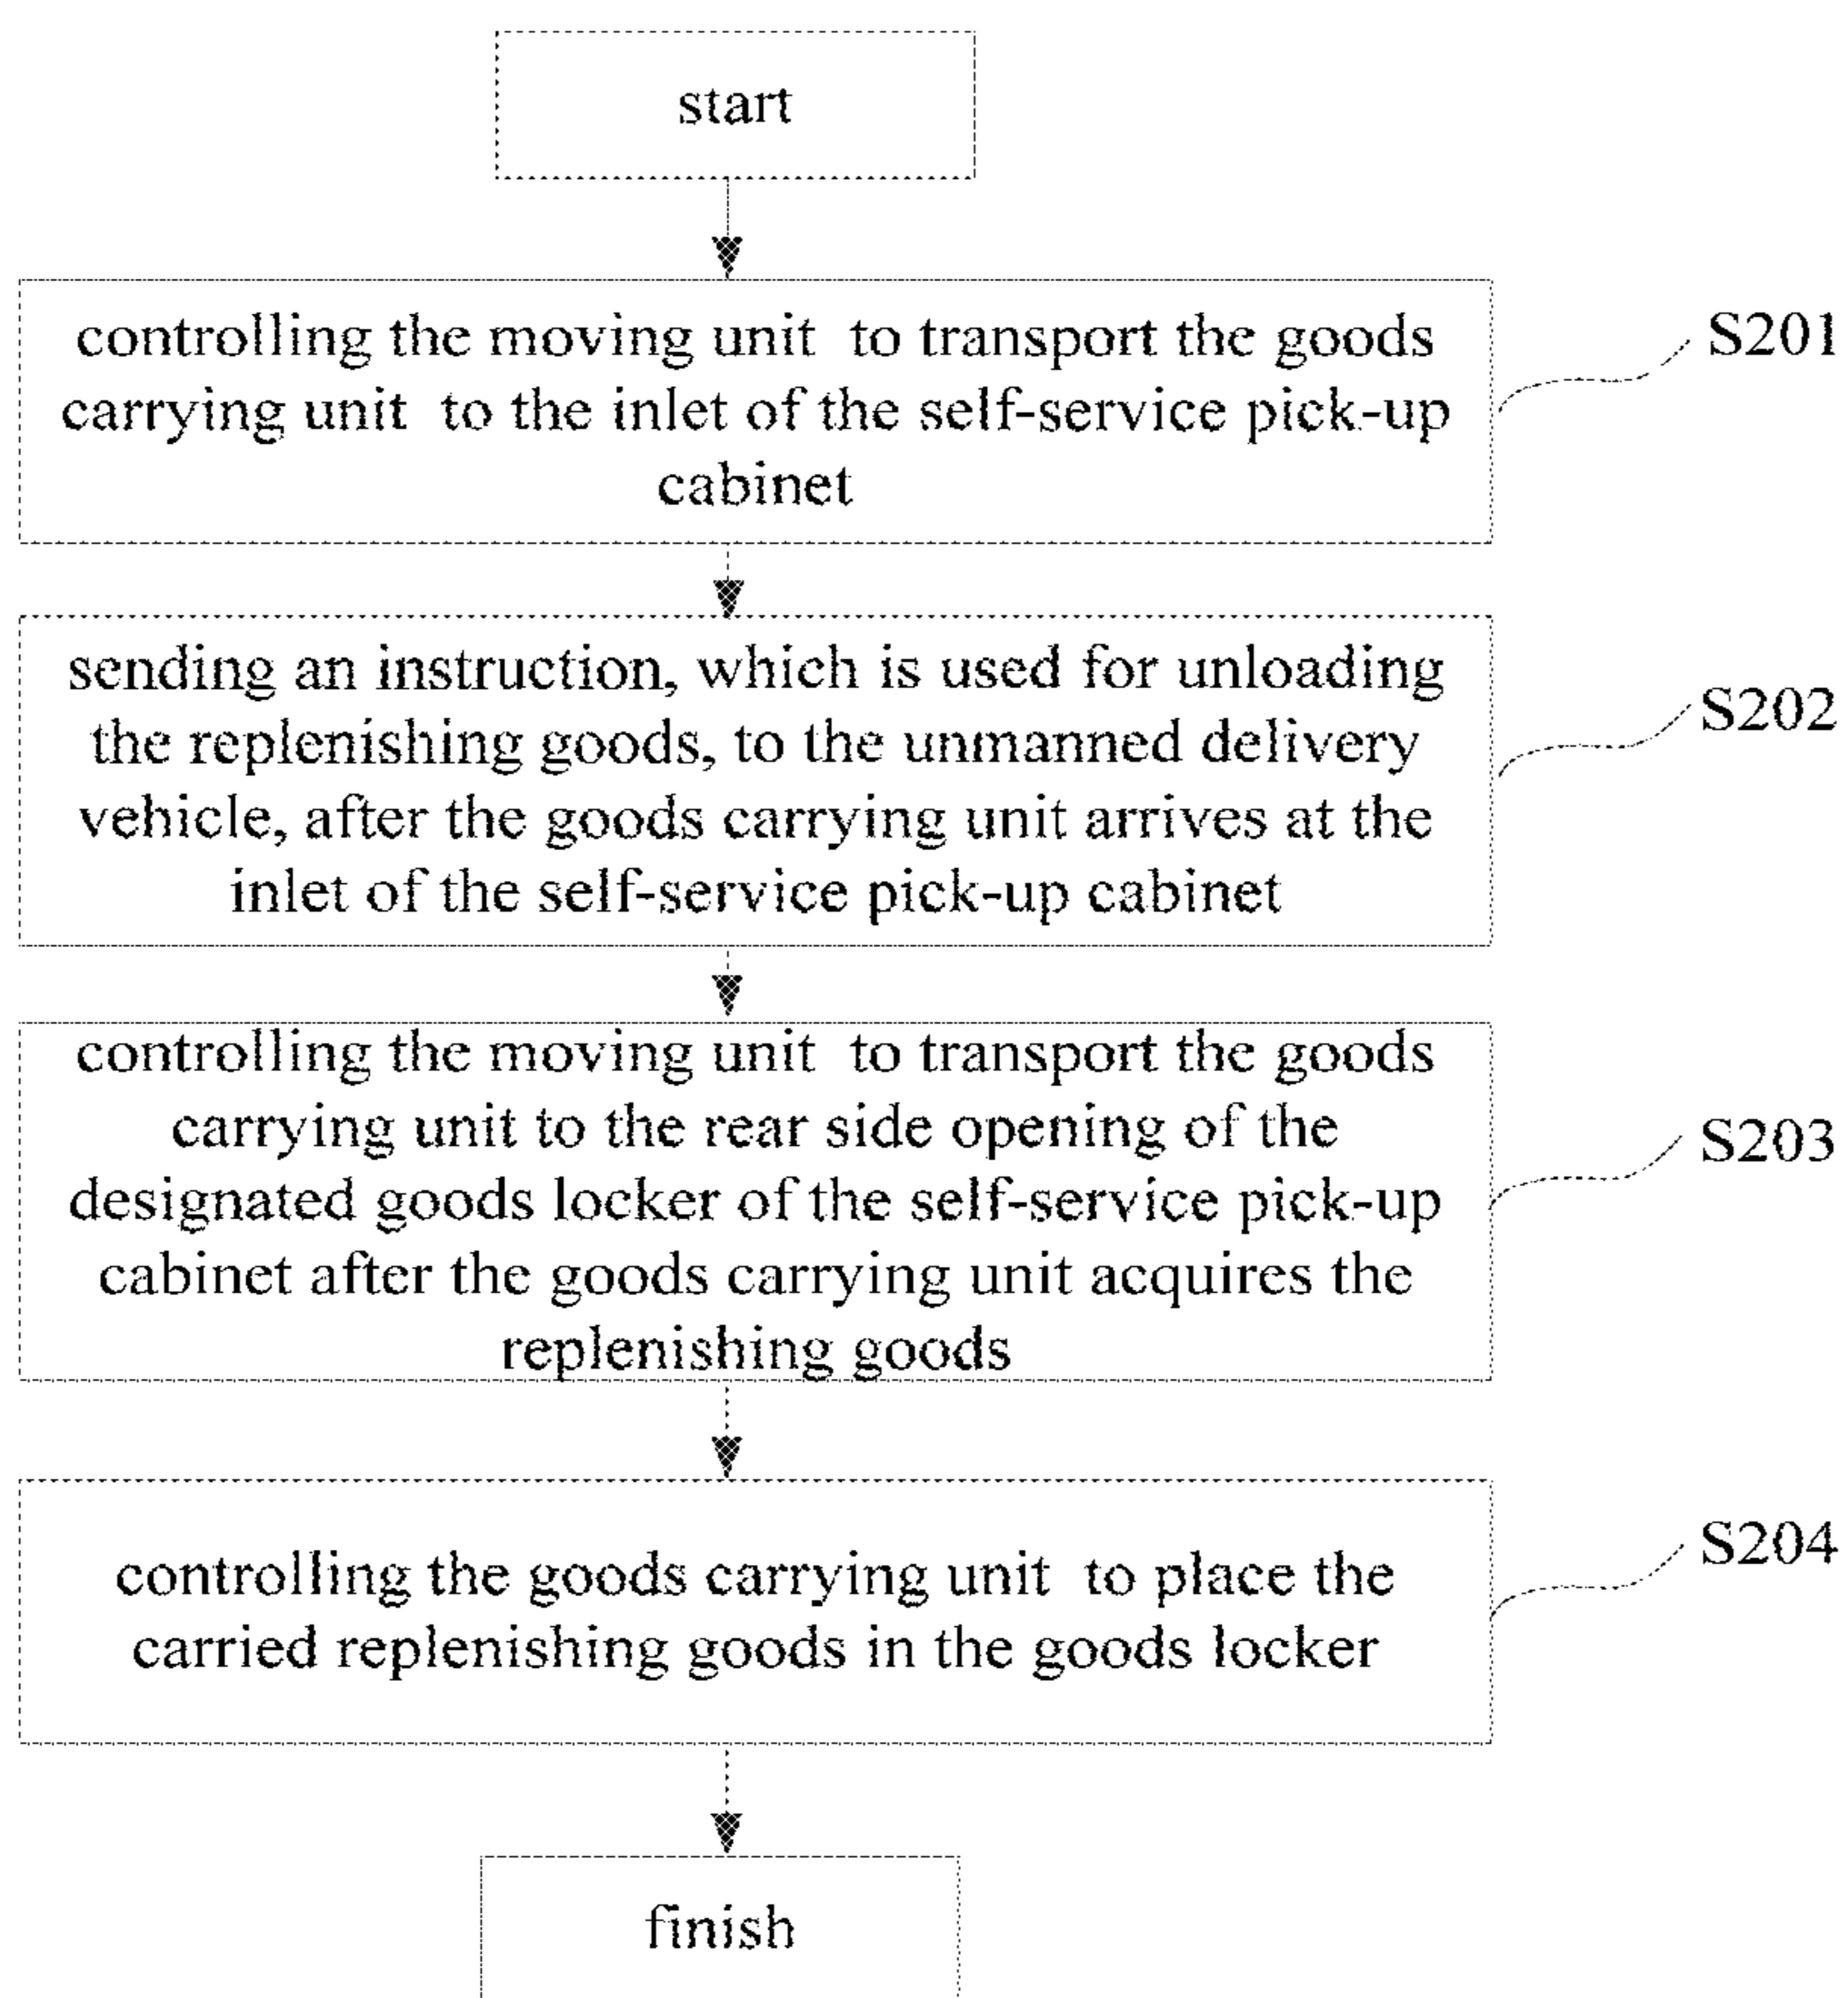 start
controlling the moving unit to transport the goods
carrying unit to the inlet of the self-service pick-up
cabinet
S201
sending an instruction, which is used for unloading
the replenishing goods, to the unmanned delivery
vehicle, after the goods carrying unit arrives at the
inlet of the self-service pick-up cabinet
S202
controlling the moving unit to transport the goods
carrying unit to the rear side opening of the
designated goods locker of the self-service pick-up
cabinet after the goods carrying unit acquires the
replenishing goods
S203
controlling the goods carrying unit to place the
carried replenishing goods in the goods locker
S204
finish